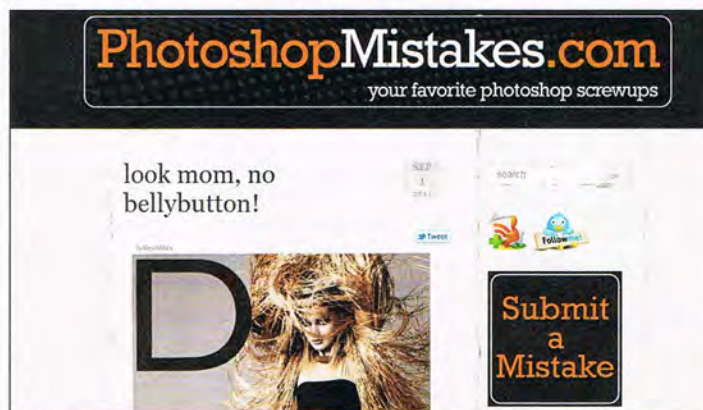 PhotoshopMistakes.com
your favorite photoshop screwups
look mom, no
bellybutton!
SEP
1
search
Tweet
Follow me!
D
Submit
a
Mistake